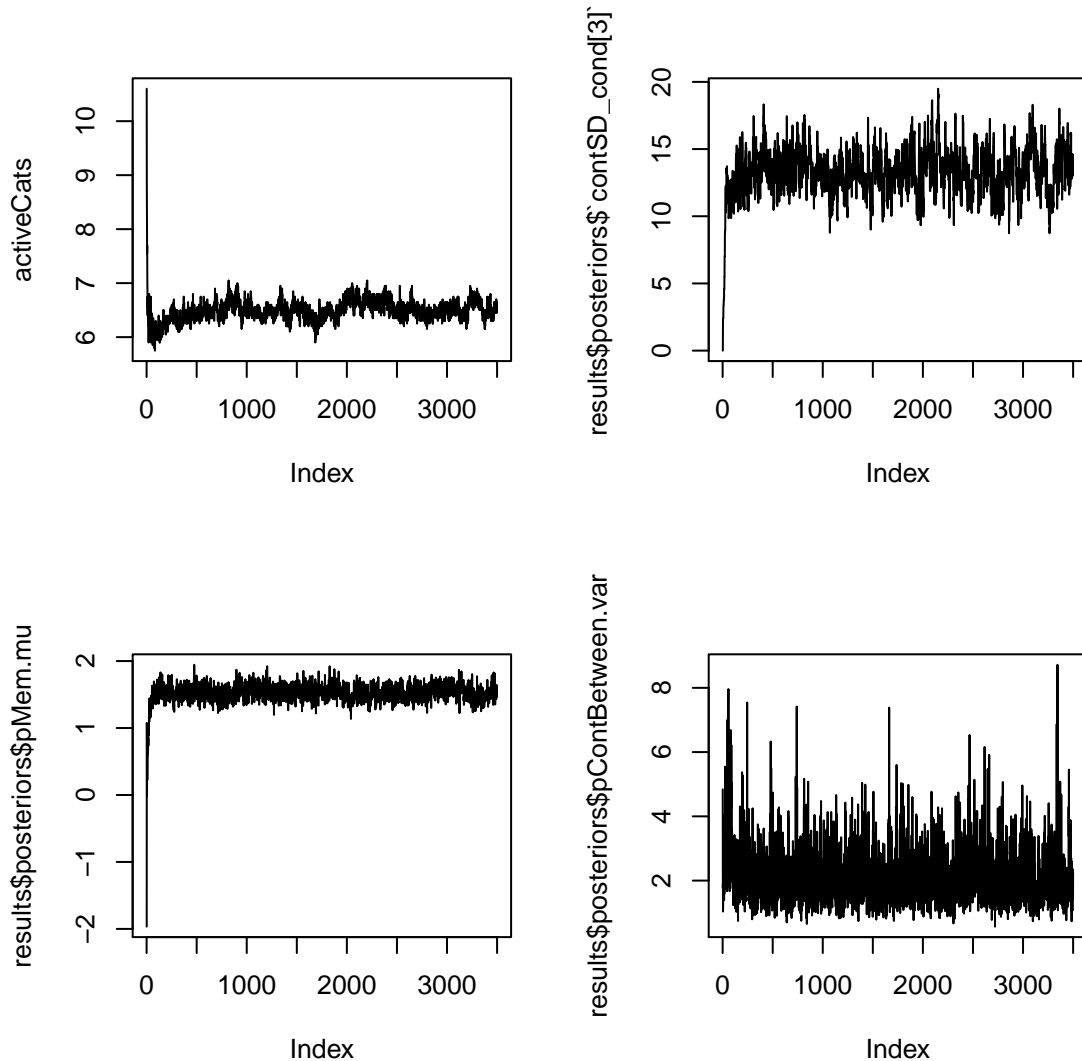 activeCats
10
9
8
7
6
0 1000 2000 3000
Index
results$posteriors$`contSD_cond[3]`
20
15
10
5
0
0 1000 2000 3000
Index
results$posteriors$pMem.mu
2
1
0
−1
−2
0 1000 2000 3000
Index
results$posteriors$pContBetween.var
8
6
4
2
0 1000 2000 3000
Index